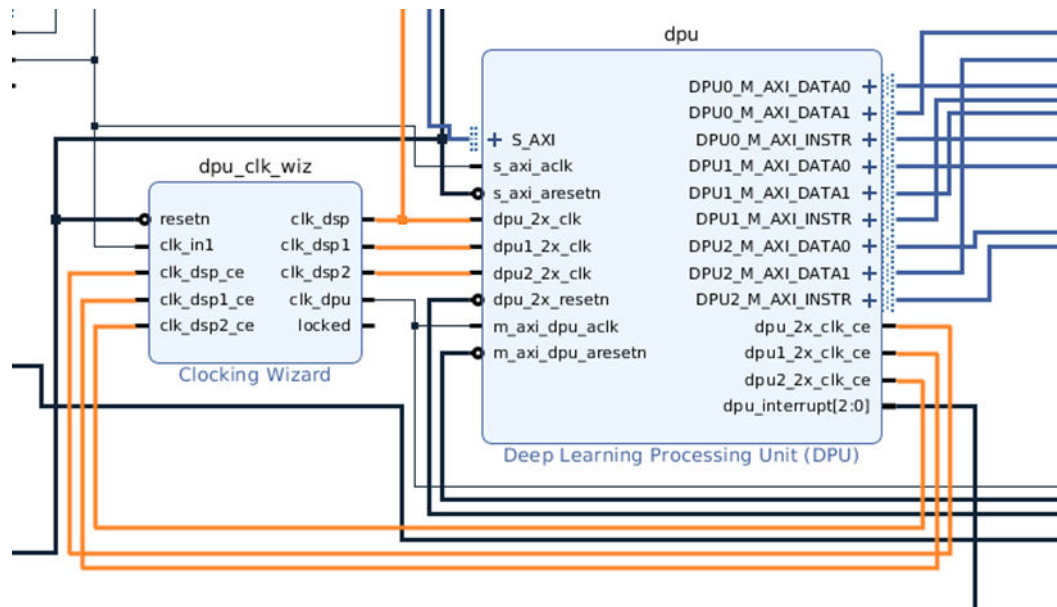 dpu_clk_wiz
resetn
clk_in1
clk_dsp_ce
clk_dsp1_ce
clk_dsp2_ce
clk_dsp
clk_dsp1
clk_dsp2
clk_dpu
locked
Clocking Wizard
dpu
S_AXI
s_axi_aclk
s_axi_aresetn
dpu_2x_clk
dpu1_2x_clk
dpu2_2x_clk
dpu_2x_resetn
m_axi_dpu_aclk
m_axi_dpu_aresetn
DPU0_M_AXI_DATA0
DPU0_M_AXI_DATA1
DPU0_M_AXI_INSTR
DPU1_M_AXI_DATA0
DPU1_M_AXI_DATA1
DPU1_M_AXI_INSTR
DPU2_M_AXI_DATA0
DPU2_M_AXI_DATA1
DPU2_M_AXI_INSTR
dpu_2x_clk_ce
dpu1_2x_clk_ce
dpu2_2x_clk_ce
dpu_interrupt[2:0]
Deep Learning Processing Unit (DPU)